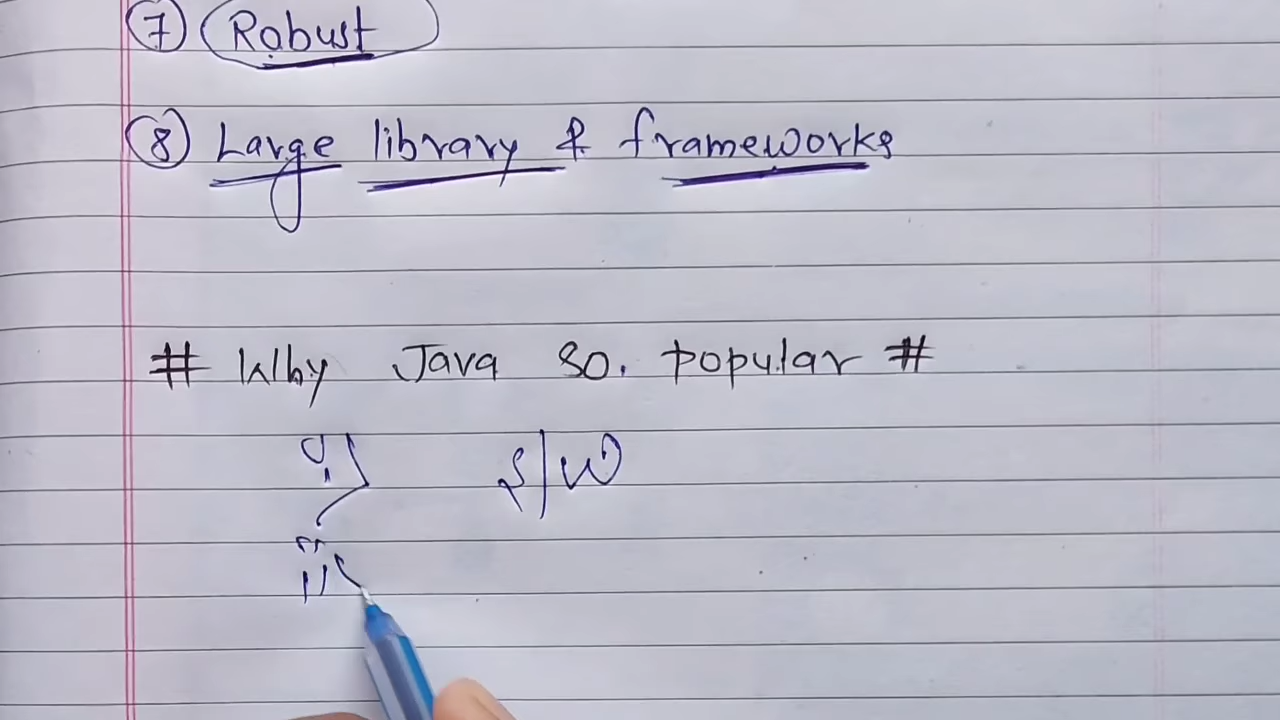 ⑦ Robust
⑧ Large library & frameworks
# Why Java so. popular #
S/W